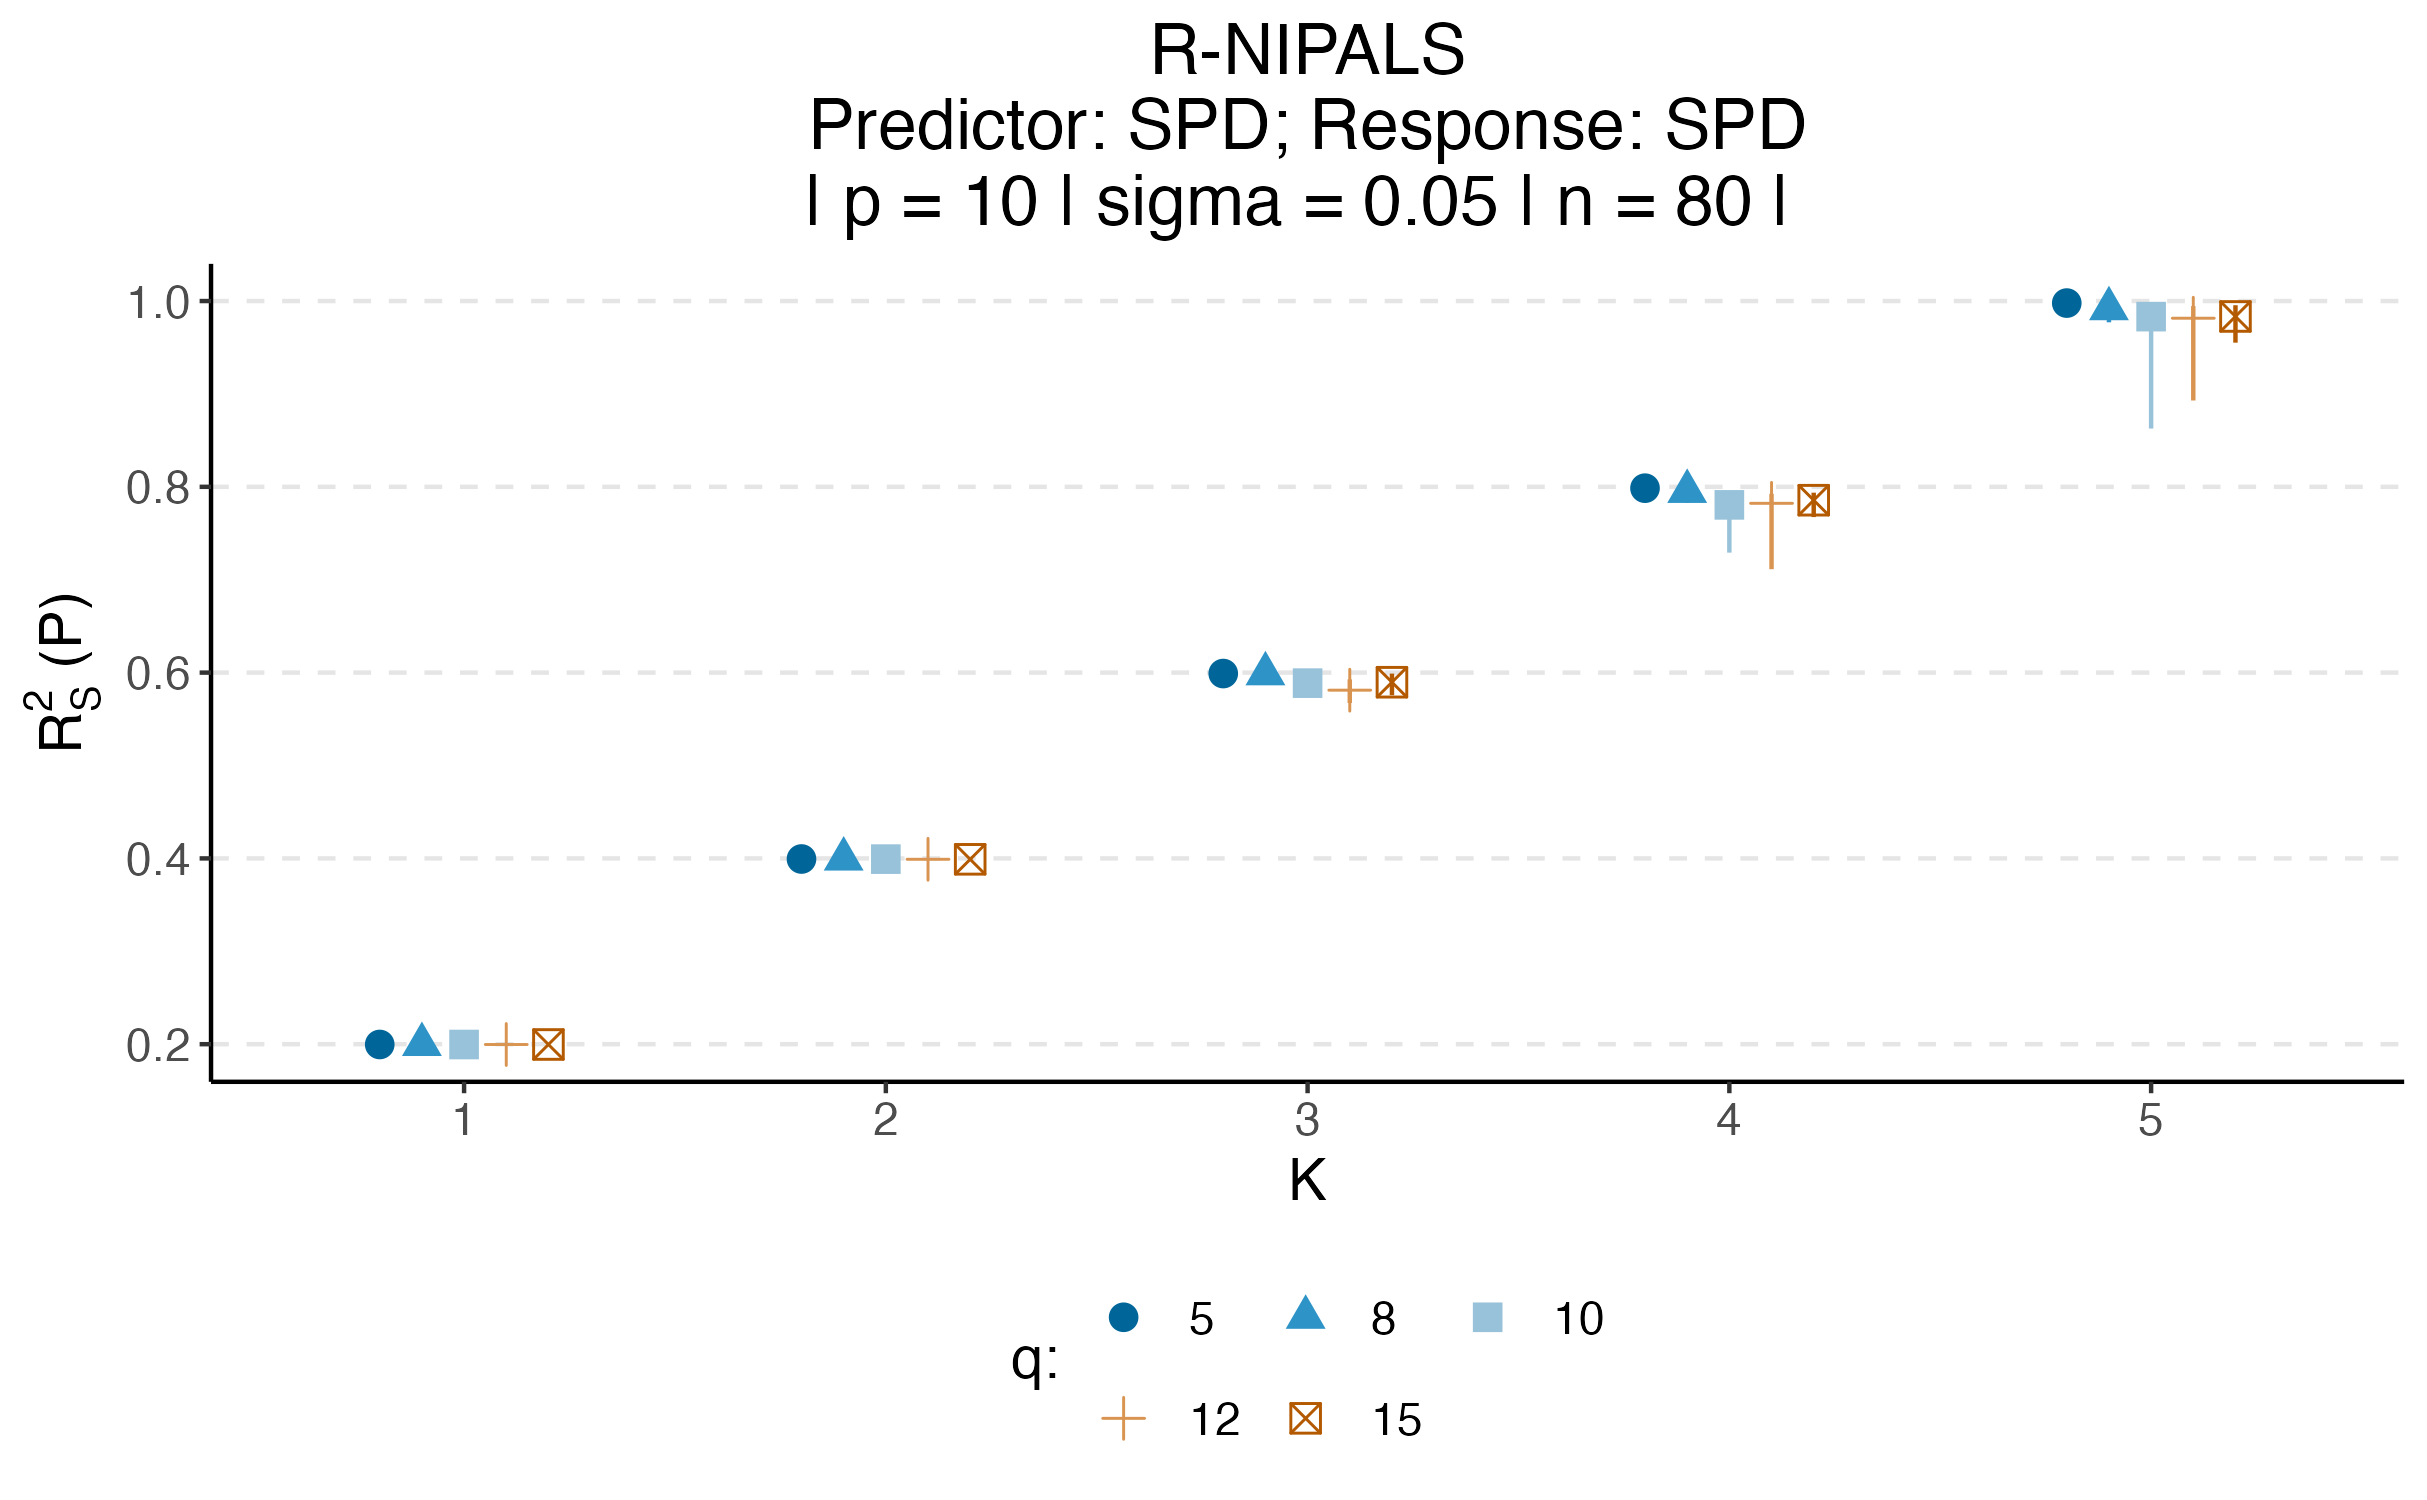 R-NIPALS
Predictor: SPD; Response: SPD
| p = 10 | sigma = 0.05 | n = 80 |
R²S (P)
1.0
0.8
0.6
0.4
0.2
1 2 3 4 5
K
q:
5 8 10
12 15